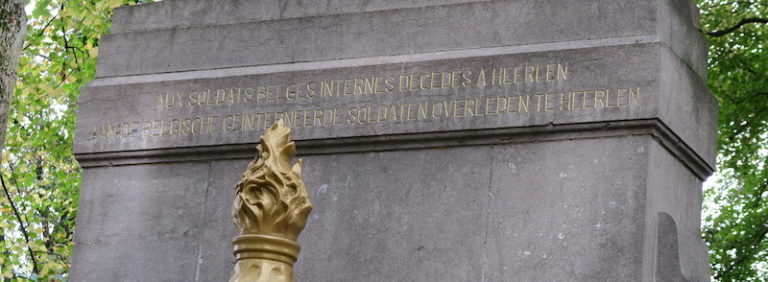 AUX SOLDATS BELGES INTERNES DECEDES A HEERLEN
AAN DE BELGISCHE GEINTERNEERDE SOLDATEN OVERLEDEN TE HEERLEN